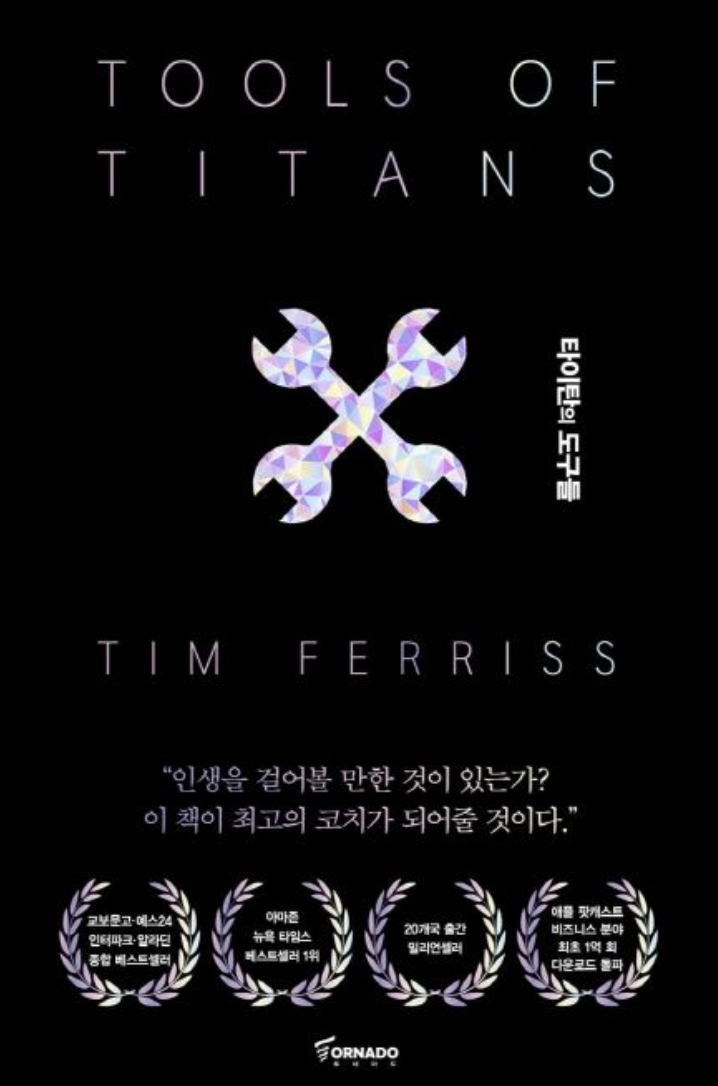 TOOLS OF
TITANS
타이탄의 도구들
TIM FERRISS
“인생을 걸어볼 만한 것이 있는가?
이 책이 최고의 코치가 되어줄 것이다.”
교보문고·예스24
인터파크·알라딘
종합 베스트셀러
아마존
뉴욕 타임스
베스트셀러 1위
20개국 출간
밀리언셀러
애플 팟캐스트
비즈니스 분야
최초 1억 회
다운로드 돌파
TORNADO
토네이도